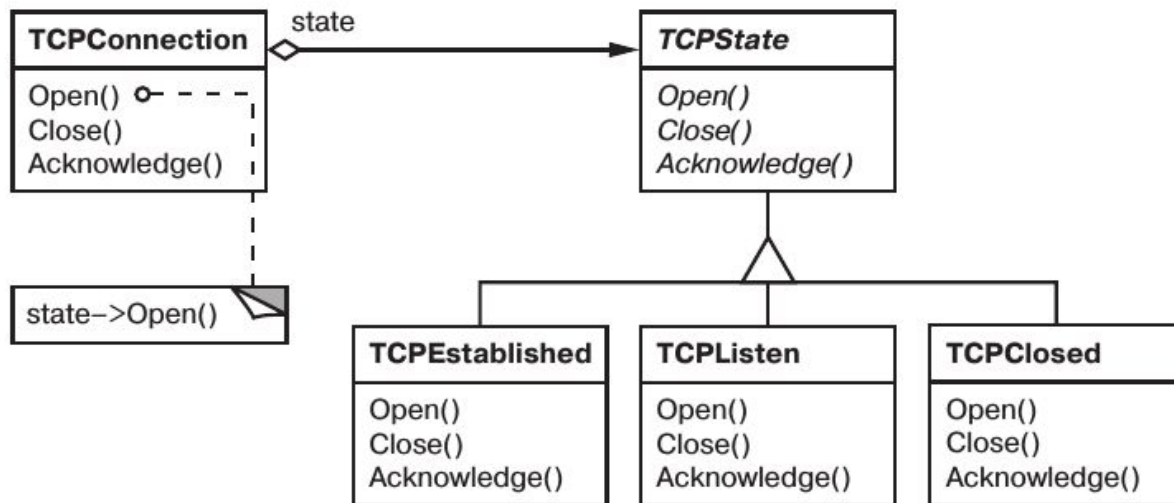 state
TCPConnection
Open()
Close()
Acknowledge()
state–>Open()
TCPState
Open()
Close()
Acknowledge()
TCPEstablished
Open()
Close()
Acknowledge()
TCPListen
Open()
Close()
Acknowledge()
TCPClosed
Open()
Close()
Acknowledge()